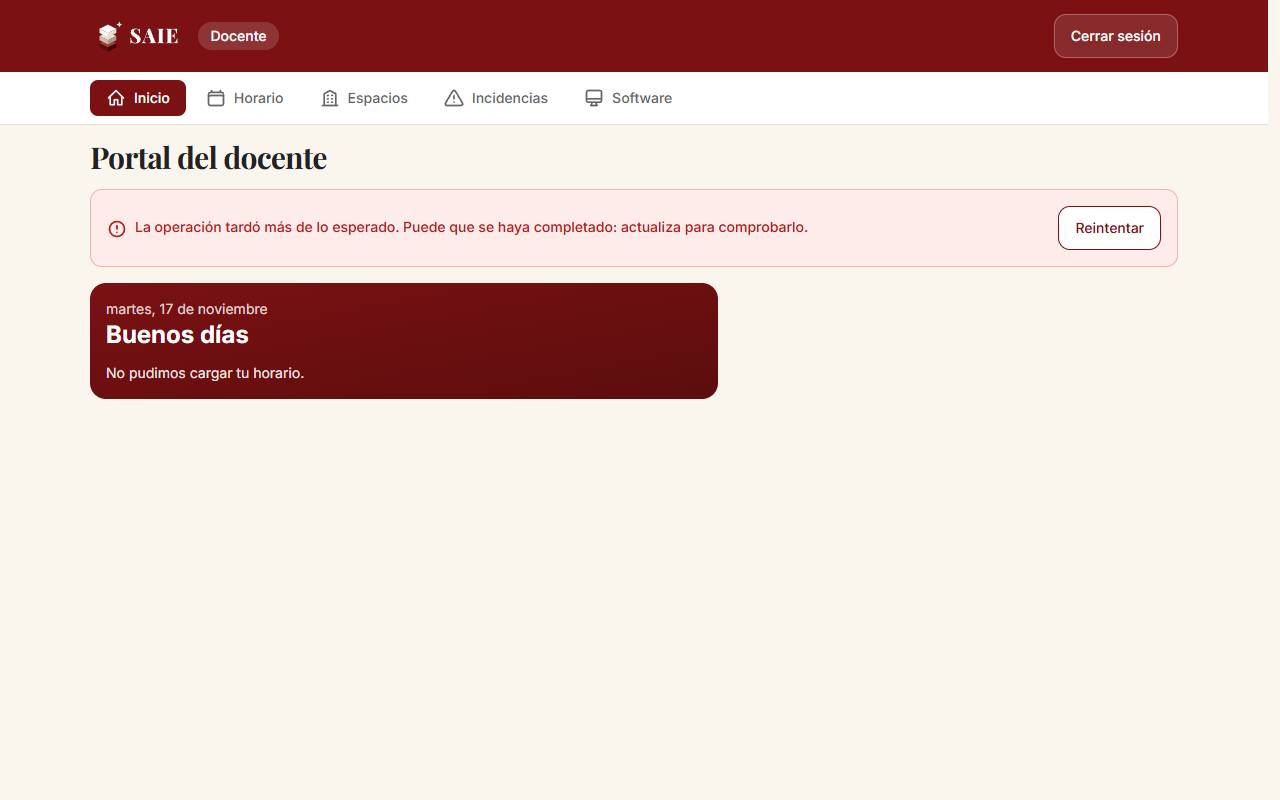 SAIE
Docente
Cerrar sesión
Inicio
Horario
Espacios
Incidencias
Software
Portal del docente
La operación tardó más de lo esperado. Puede que se haya completado: actualiza para comprobarlo.
Reintentar
martes, 17 de noviembre
Buenos días
No pudimos cargar tu horario.